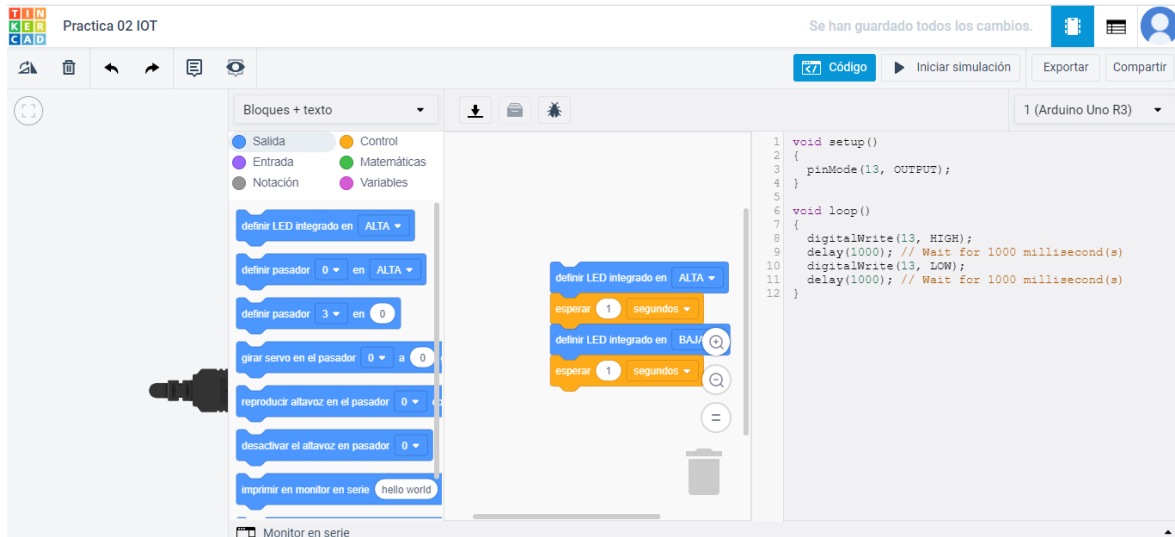 TIN
KER
CAD
Practica 02 IOT
Se han guardado todos los cambios.
Código
Iniciar simulación
Exportar
Compartir
Bloques + texto
1 (Arduino Uno R3)
Salida
Control
Entrada
Matemáticas
Notación
Variables
definir LED integrado en ALTA
definir pasador 0 en ALTA
definir pasador 3 en 0
girar servo en el pasador 0 a 0
reproducir altavoz en el pasador 0
desactivar el altavoz en pasador 0
imprimir en monitor en serie hello world
definir LED integrado en ALTA
esperar 1 segundos
definir LED integrado en BAJA
esperar 1 segundos
1 void setup()
2 {
3 pinMode(13, OUTPUT);
4 }
5
6 void loop()
7 {
8 digitalWrite(13, HIGH);
9 delay(1000); // Wait for 1000 millisecond(s)
10 digitalWrite(13, LOW);
11 delay(1000); // Wait for 1000 millisecond(s)
12 }
Monitor en serie